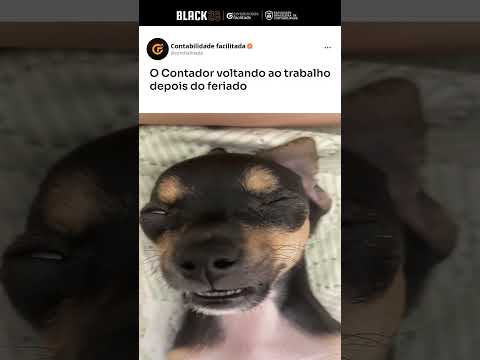 BLACK
Contabilidade facilitada
O Contador voltando ao trabalho
depois do feriado